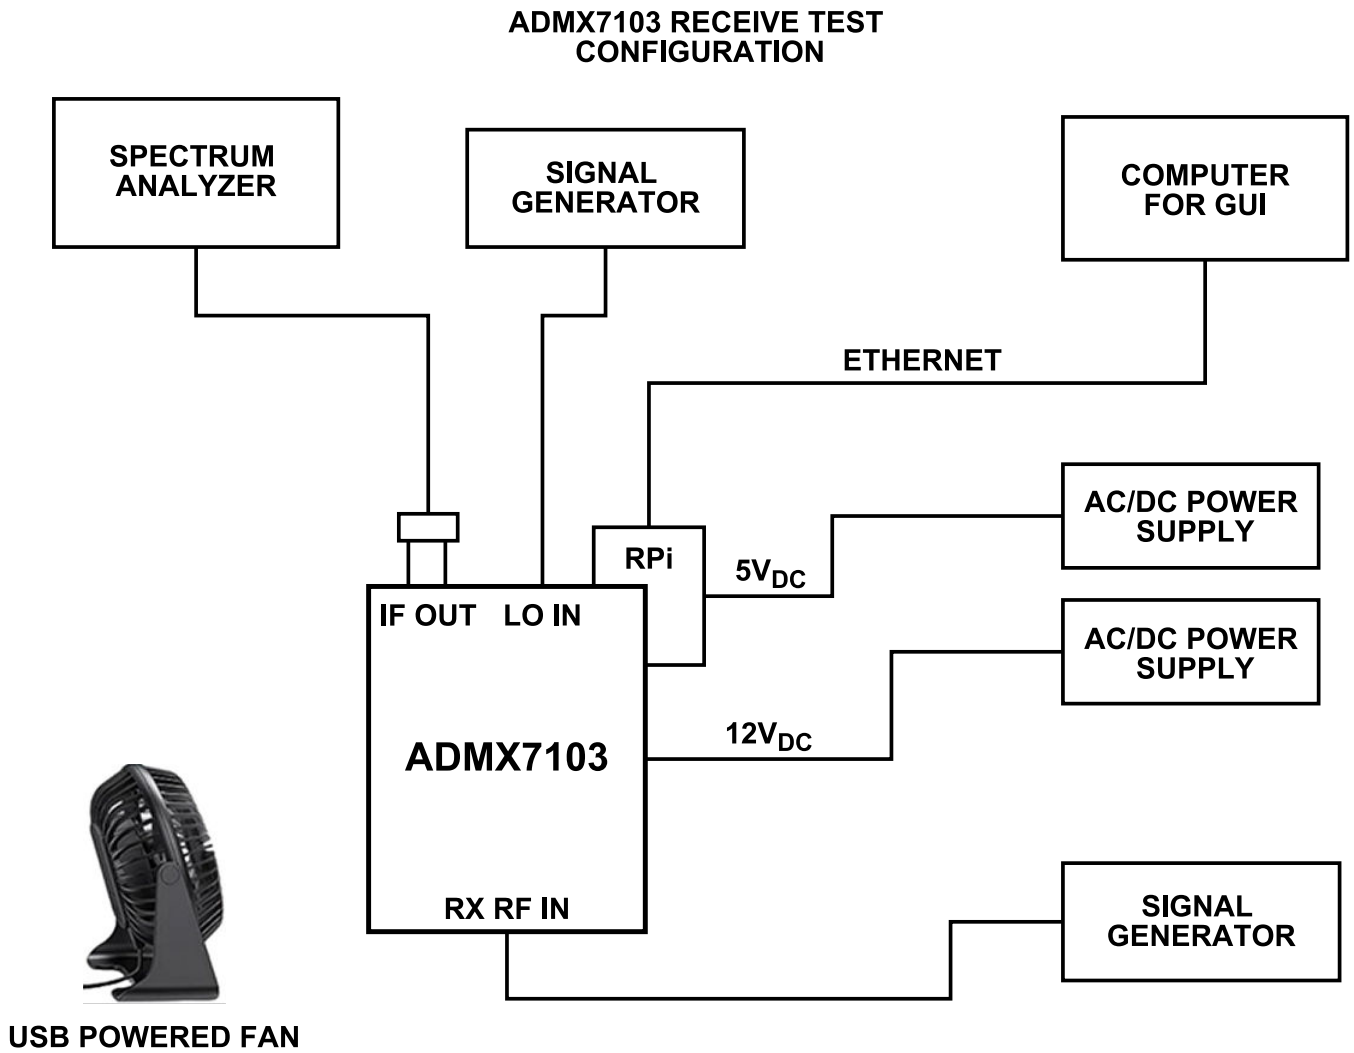 ADMX7103 RECEIVE TEST
CONFIGURATION
SPECTRUM
ANALYZER
SIGNAL
GENERATOR
COMPUTER
FOR GUI
ETHERNET
AC/DC POWER
SUPPLY
RPi
5VDC
IF OUT
LO IN
AC/DC POWER
SUPPLY
12VDC
ADMX7103
RX RF IN
SIGNAL
GENERATOR
USB POWERED FAN